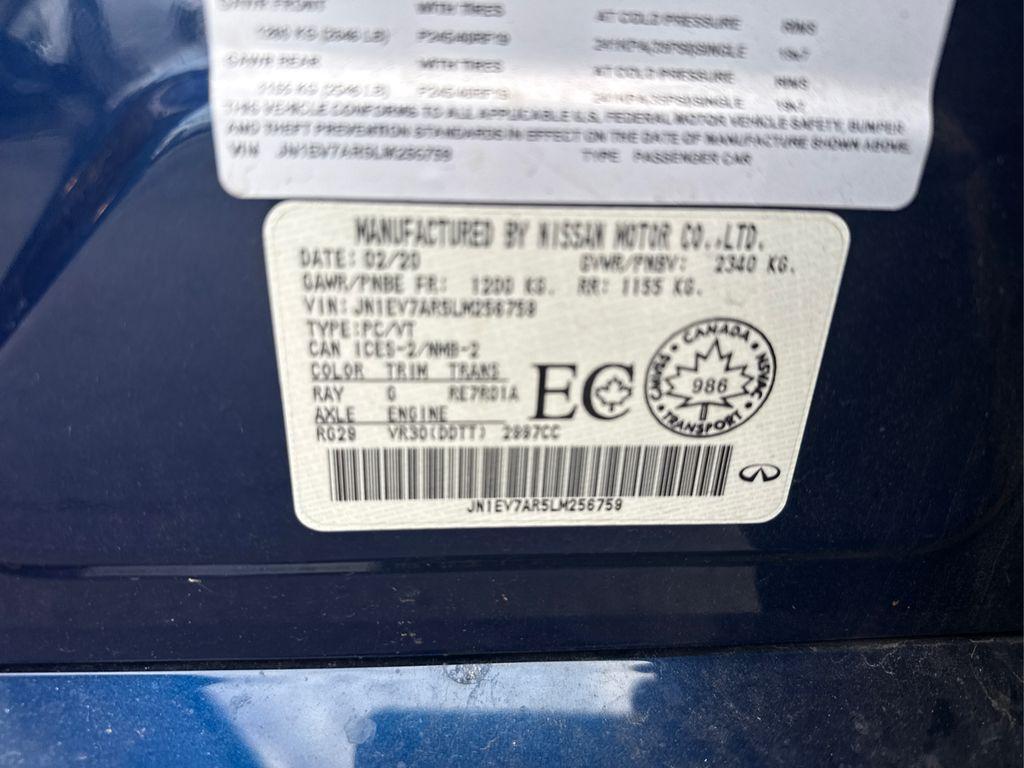 GAWR FRONT WITH TIRES AT COLD PRESSURE RIMS
GAWR REAR WITH TIRES AT COLD PRESSURE RIMS
THIS VEHICLE CONFORMS TO ALL APPLICABLE U.S. FEDERAL MOTOR VEHICLE SAFETY, BUMPER,
AND THEFT PREVENTION STANDARDS IN EFFECT ON THE DATE OF MANUFACTURE SHOWN ABOVE.
VIN JN1EV7AR5LM256759 TYPE PASSENGER CAR
MANUFACTURED BY NISSAN MOTOR CO.,LTD.
DATE: 02/20 GVWR/PNBV: 2340 KG.
GAWR/PNBE FR: 1200 KG. RR: 1155 KG.
VIN: JN1EV7AR5LM256759
TYPE:PC/VT
CAN ICES-2/NMB-2
COLOR TRIM TRANS
RAY G RE7R01A
AXLE ENGINE
RG29 VR30(DDTT) 2997CC
EC
CANADA
CMVSS 986 NSVAC
TRANSPORT
JN1EV7AR5LM256759